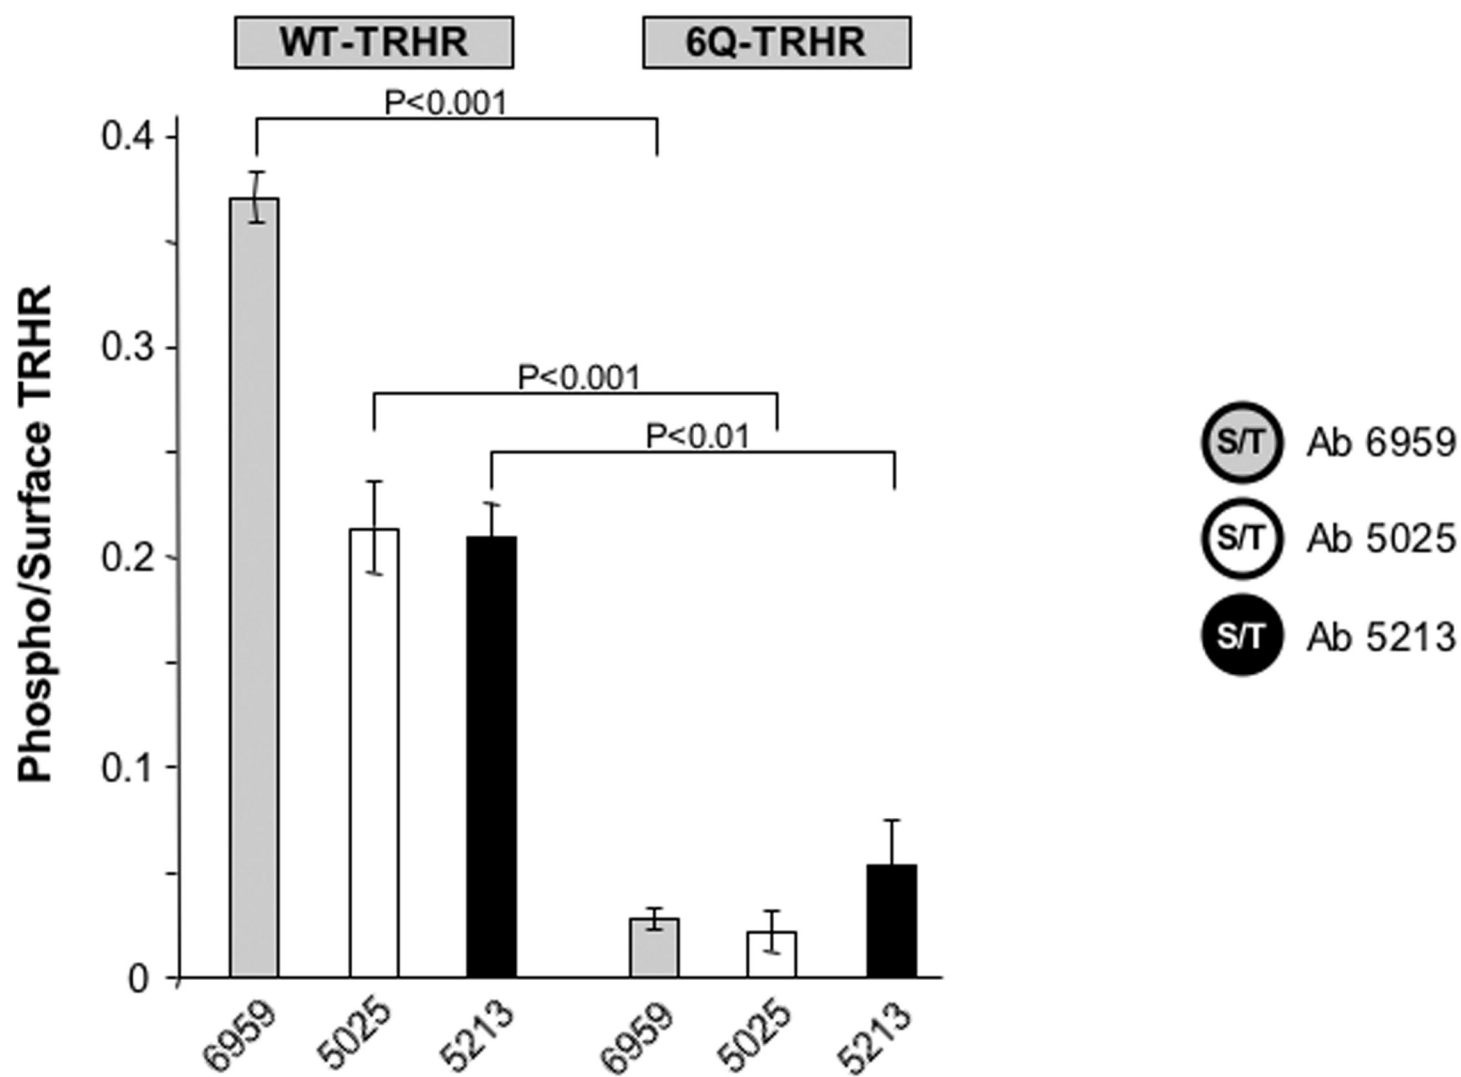 WT-TRHR
6Q-TRHR
P<0.001
0.4
0.3
0.2
0.1
0
Phospho/Surface TRHR
P<0.001
P<0.01
6959
5025
5213
6959
5025
5213
S/T Ab 6959
S/T Ab 5025
S/T Ab 5213